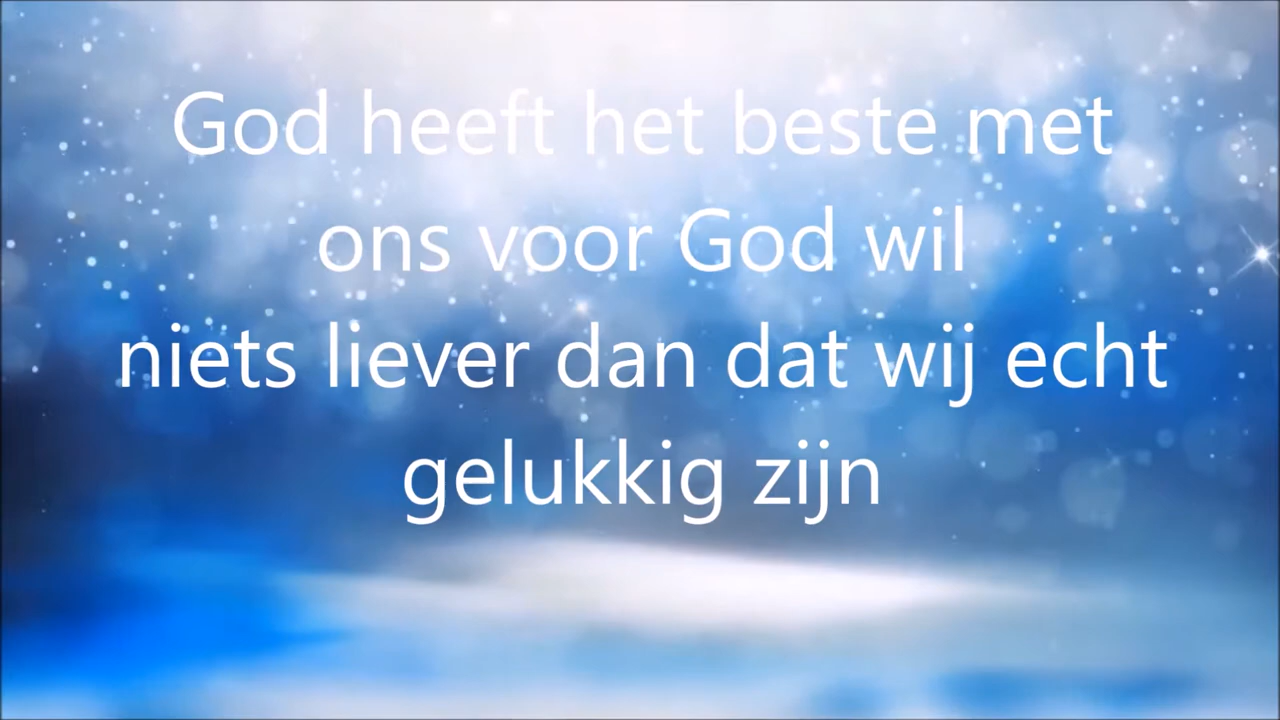 God heeft het beste met
ons voor God wil
niets liever dan dat wij echt
gelukkig zijn